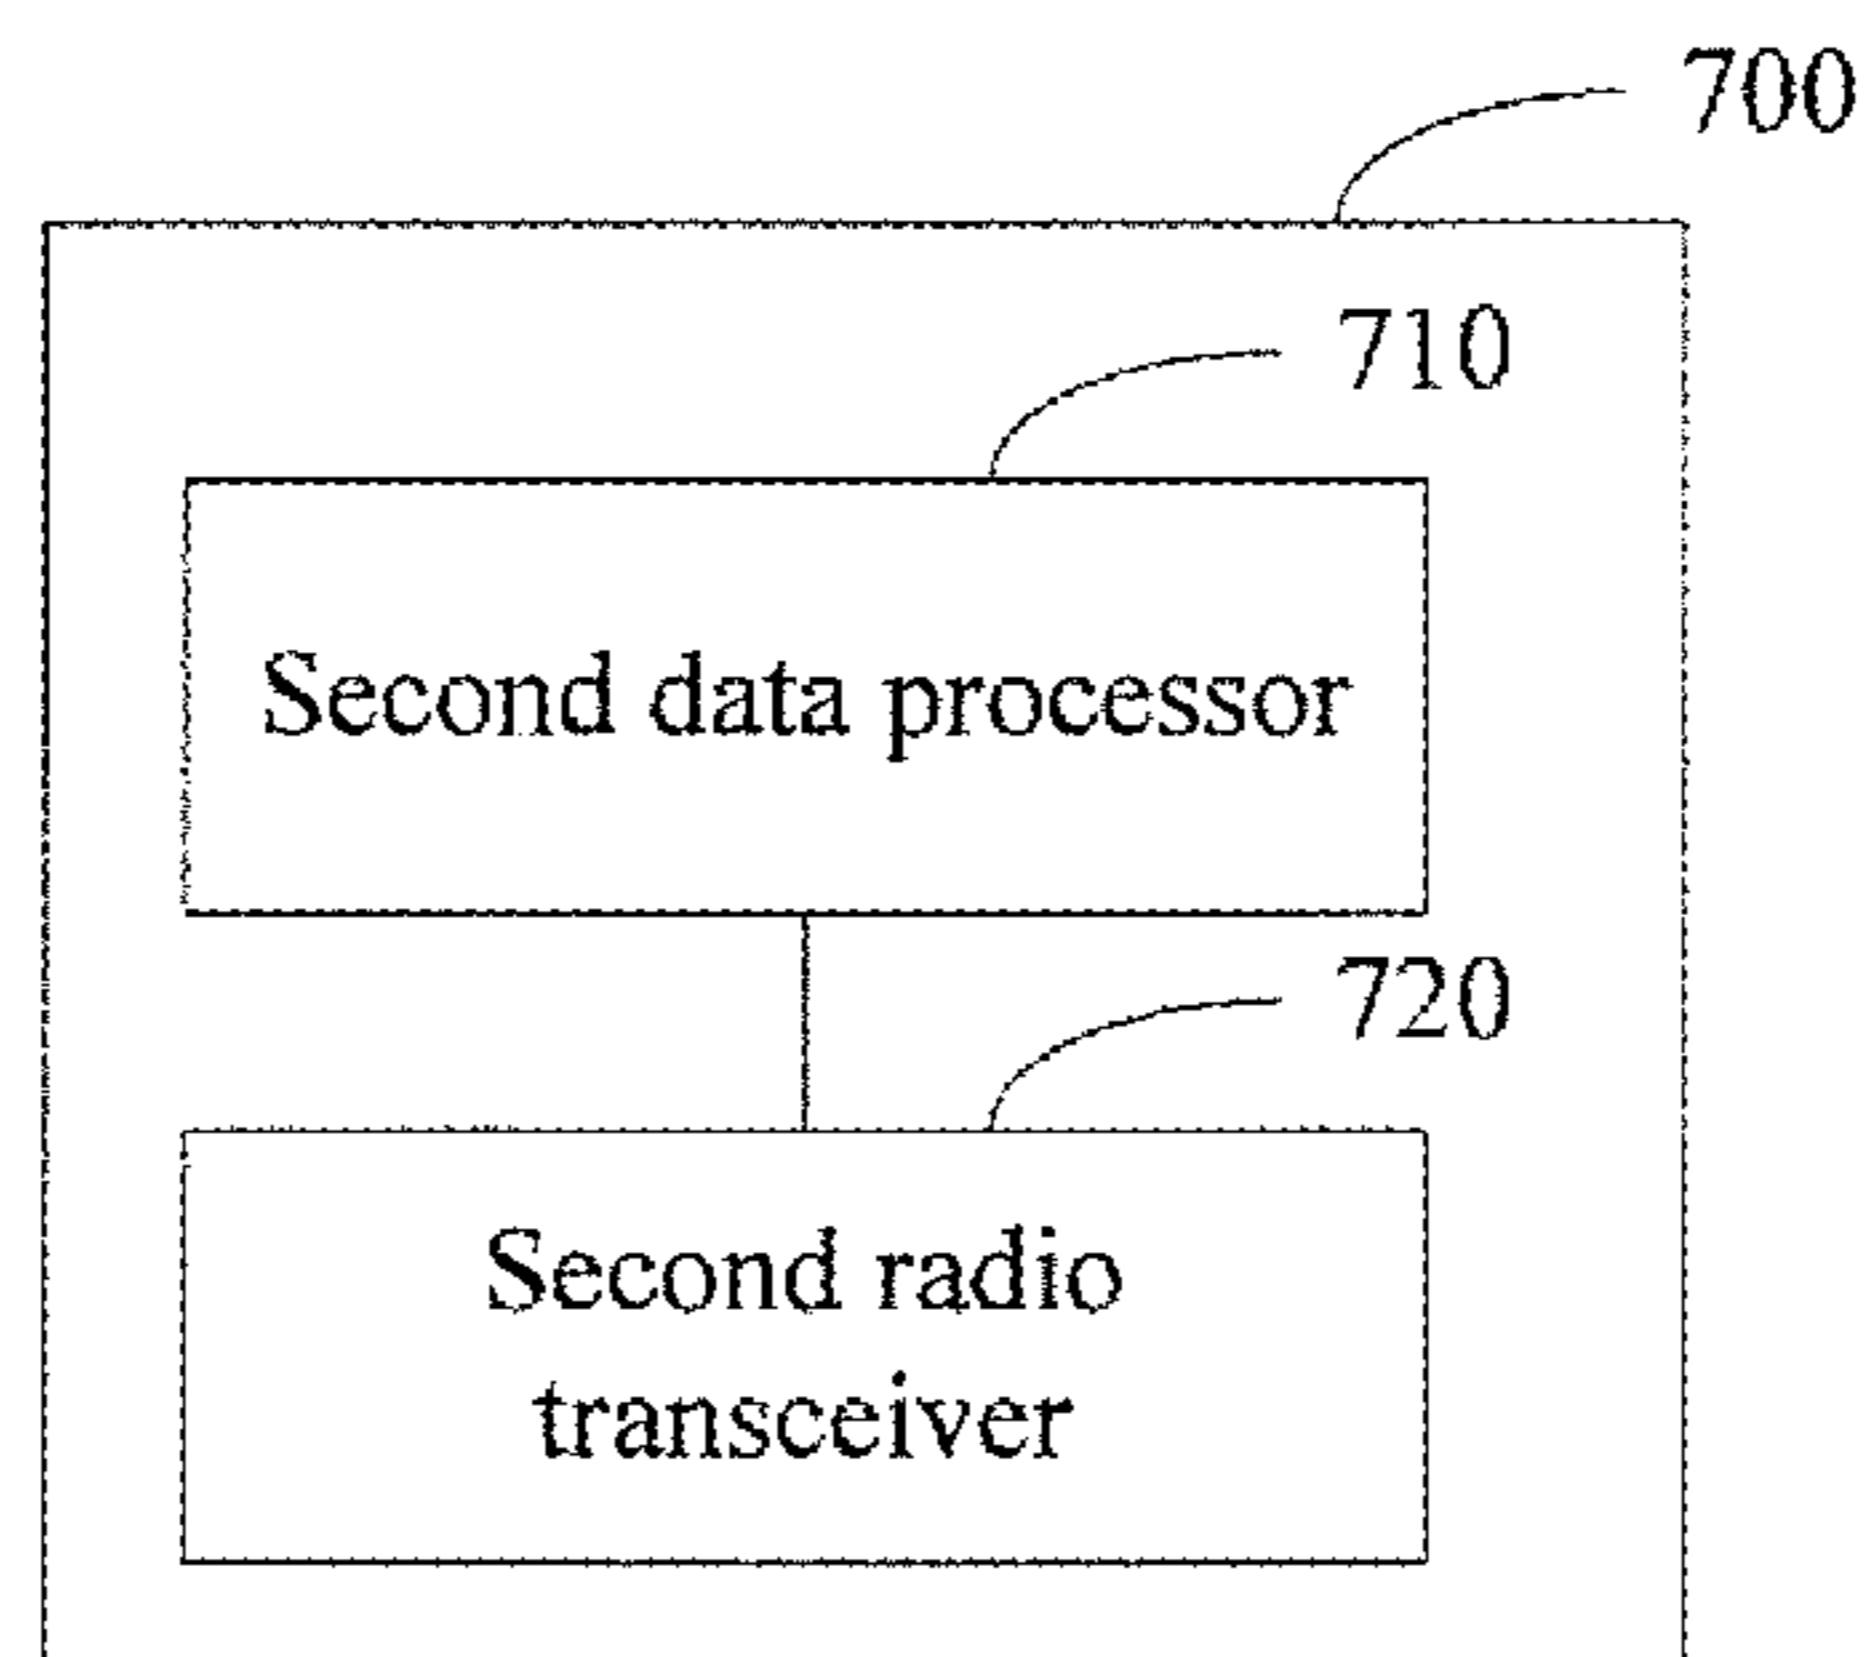 700
710
Second data processor
720
Second radio
transceiver